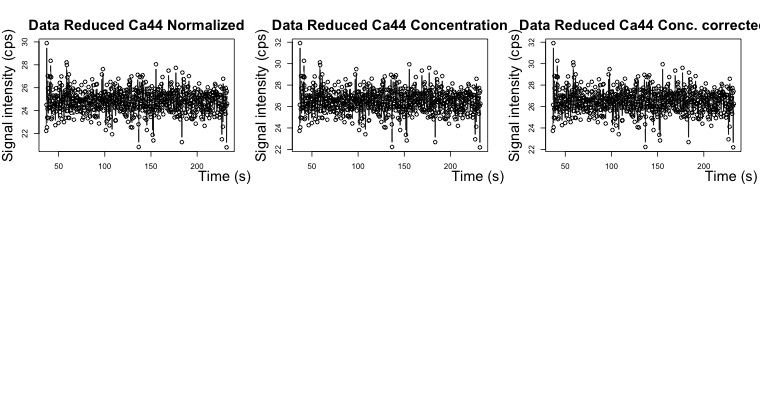 Data Reduced Ca44 Normalized
Signal intensity (cps)
22 24 26 28 30
50 100 150 200
Time (s)
Data Reduced Ca44 Concentration
Signal intensity (cps)
22 24 26 28 30 32
50 100 150 200
Time (s)
Data Reduced Ca44 Conc. corrected
Signal intensity (cps)
22 24 26 28 30 32
50 100 150 200
Time (s)